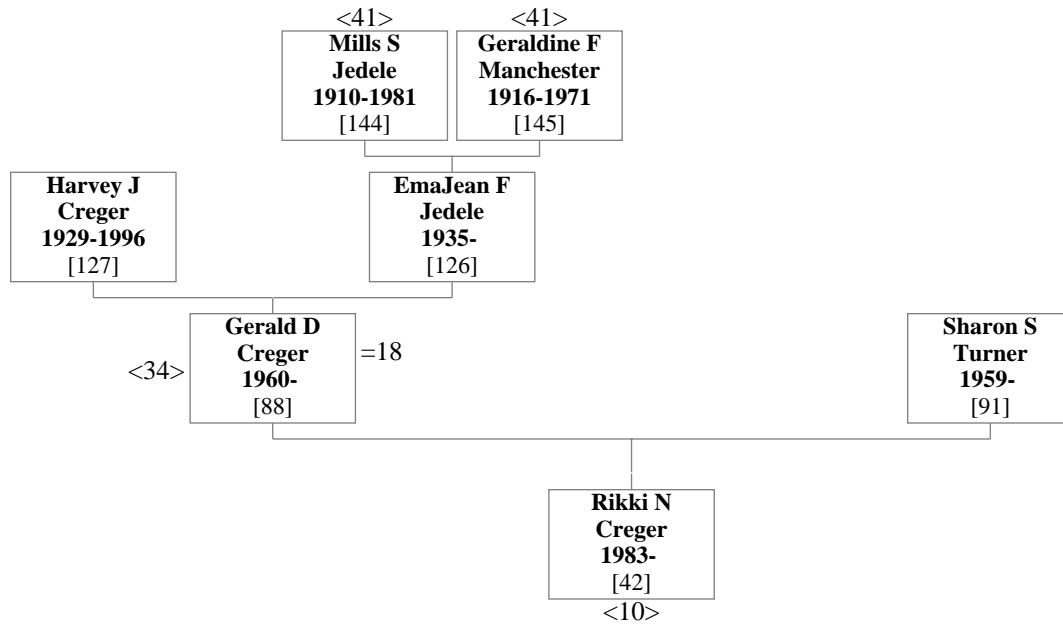 <41>
<41>
Mills S
Jedele
1910-1981
[144]
Geraldine F
Manchester
1916-1971
[145]
Harvey J
Creger
1929-1996
[127]
EmaJean F
Jedele
1935-
[126]
<34>
Gerald D
Creger
1960-
[88]
=18
Sharon S
Turner
1959-
[91]
Rikki N
Creger
1983-
[42]
<10>